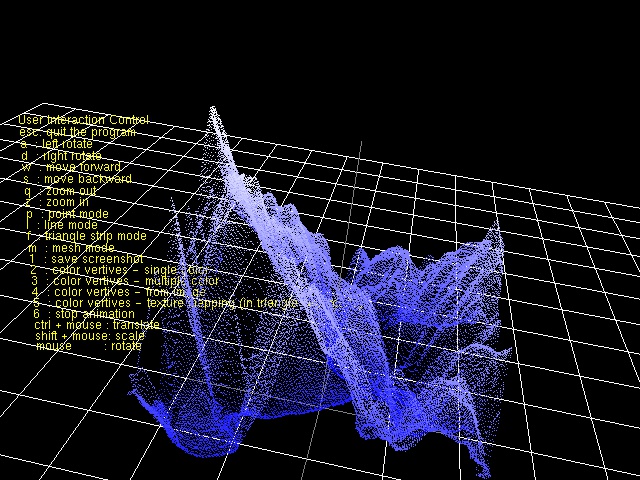 User Interaction Control
esc: quit the program
a : left rotate
d : right rotate
w : move forward
s : move backward
q : zoom out
z : zoom in
p : point mode
l : line mode
f : triangle strip mode
m : mesh mode
1 : save screenshot
2 : color vertives - single color
3 : color vertives - multiple color
4 : color vertives - from image
5 : color vertives - texture mapping (in triangle
6 : stop animation
ctrl + mouse : translate
shift + mouse: scale
mouse : rotate